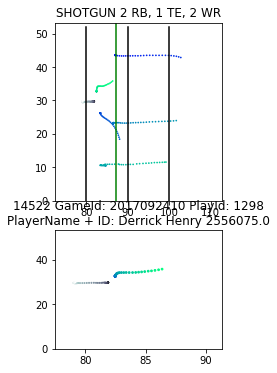 SHOTGUN 2 RB, 1 TE, 2 WR
50
40
30
20
10
0
80 90 100 110
14522 GameId: 2017092410 PlayId: 1298
PlayerName + ID: Derrick Henry 2556075.0
40
20
0
80 85 90